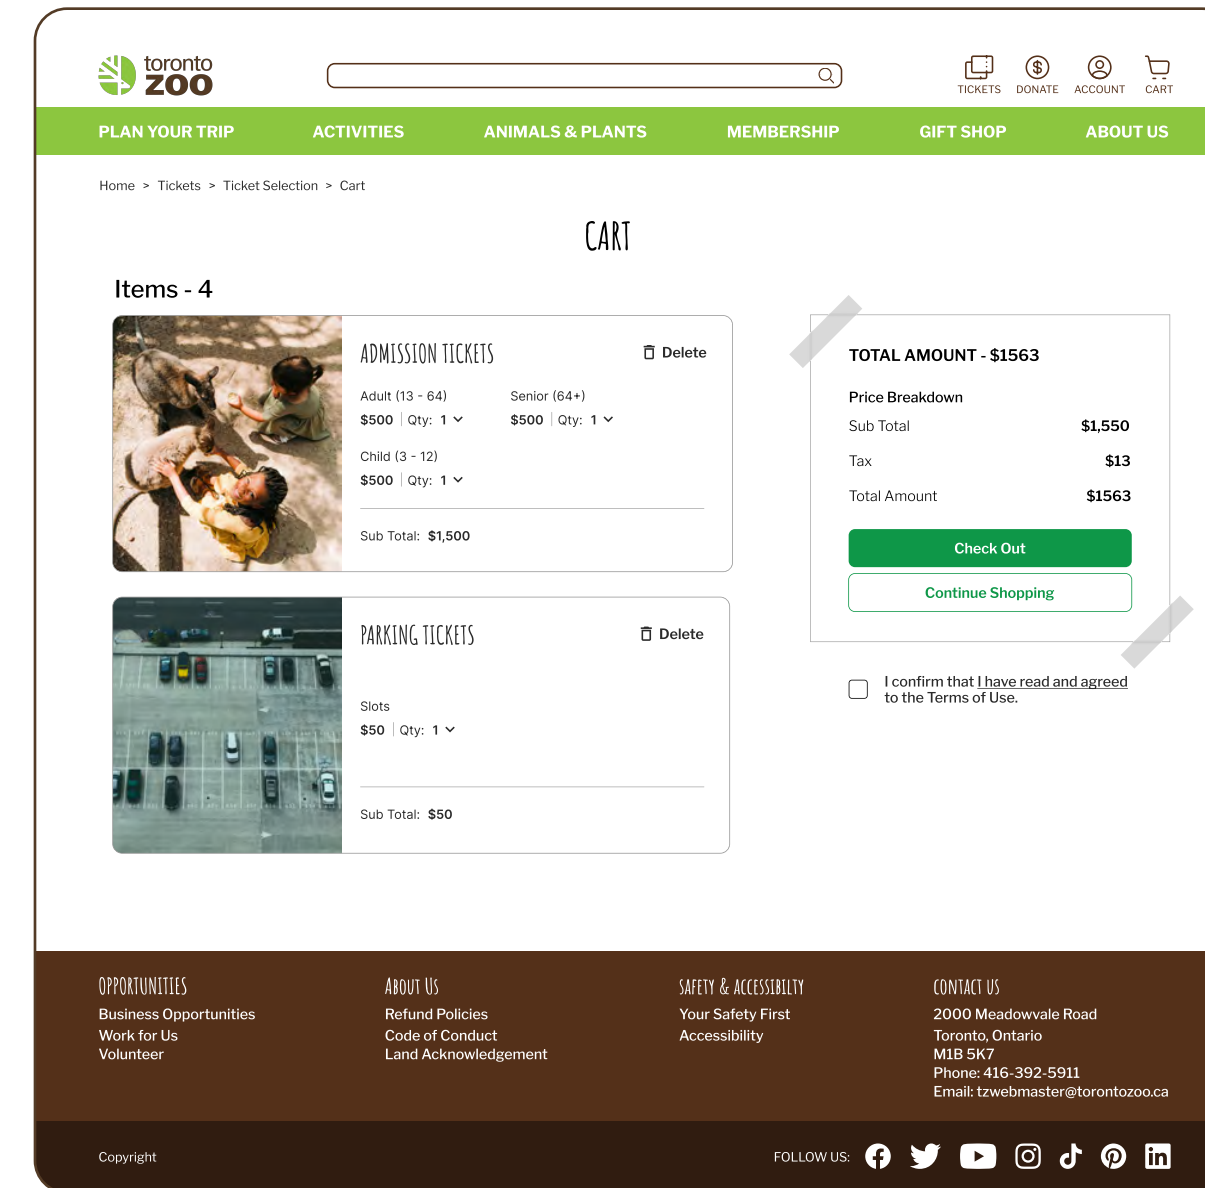 toronto
ZOO
TICKETS
DONATE
ACCOUNT
CART
PLAN YOUR TRIP
ACTIVITIES
ANIMALS & PLANTS
MEMBERSHIP
GIFT SHOP
ABOUT US
Home > Tickets > Ticket Selection > Cart
CART
Items - 4
ADMISSION TICKETS
Delete
Adult (13 - 64)
$500 | Qty: 1
Senior (64+)
$500 | Qty: 1
Child (3 - 12)
$500 | Qty: 1
Sub Total: $1,500
PARKING TICKETS
Delete
Slots
$50 | Qty: 1
Sub Total: $50
TOTAL AMOUNT - $1563
Price Breakdown
Sub Total $1,550
Tax $13
Total Amount $1563
Check Out
Continue Shopping
I confirm that I have read and agreed
to the Terms of Use.
OPPORTUNITIES
Business Opportunities
Work for Us
Volunteer
ABOUT US
Refund Policies
Code of Conduct
Land Acknowledgement
SAFETY & ACCESSIBILTY
Your Safety First
Accessibility
CONTACT US
2000 Meadowvale Road
Toronto, Ontario
M1B 5K7
Phone: 416-392-5911
Email: tzwebmaster@torontozoo.ca
Copyright
FOLLOW US: